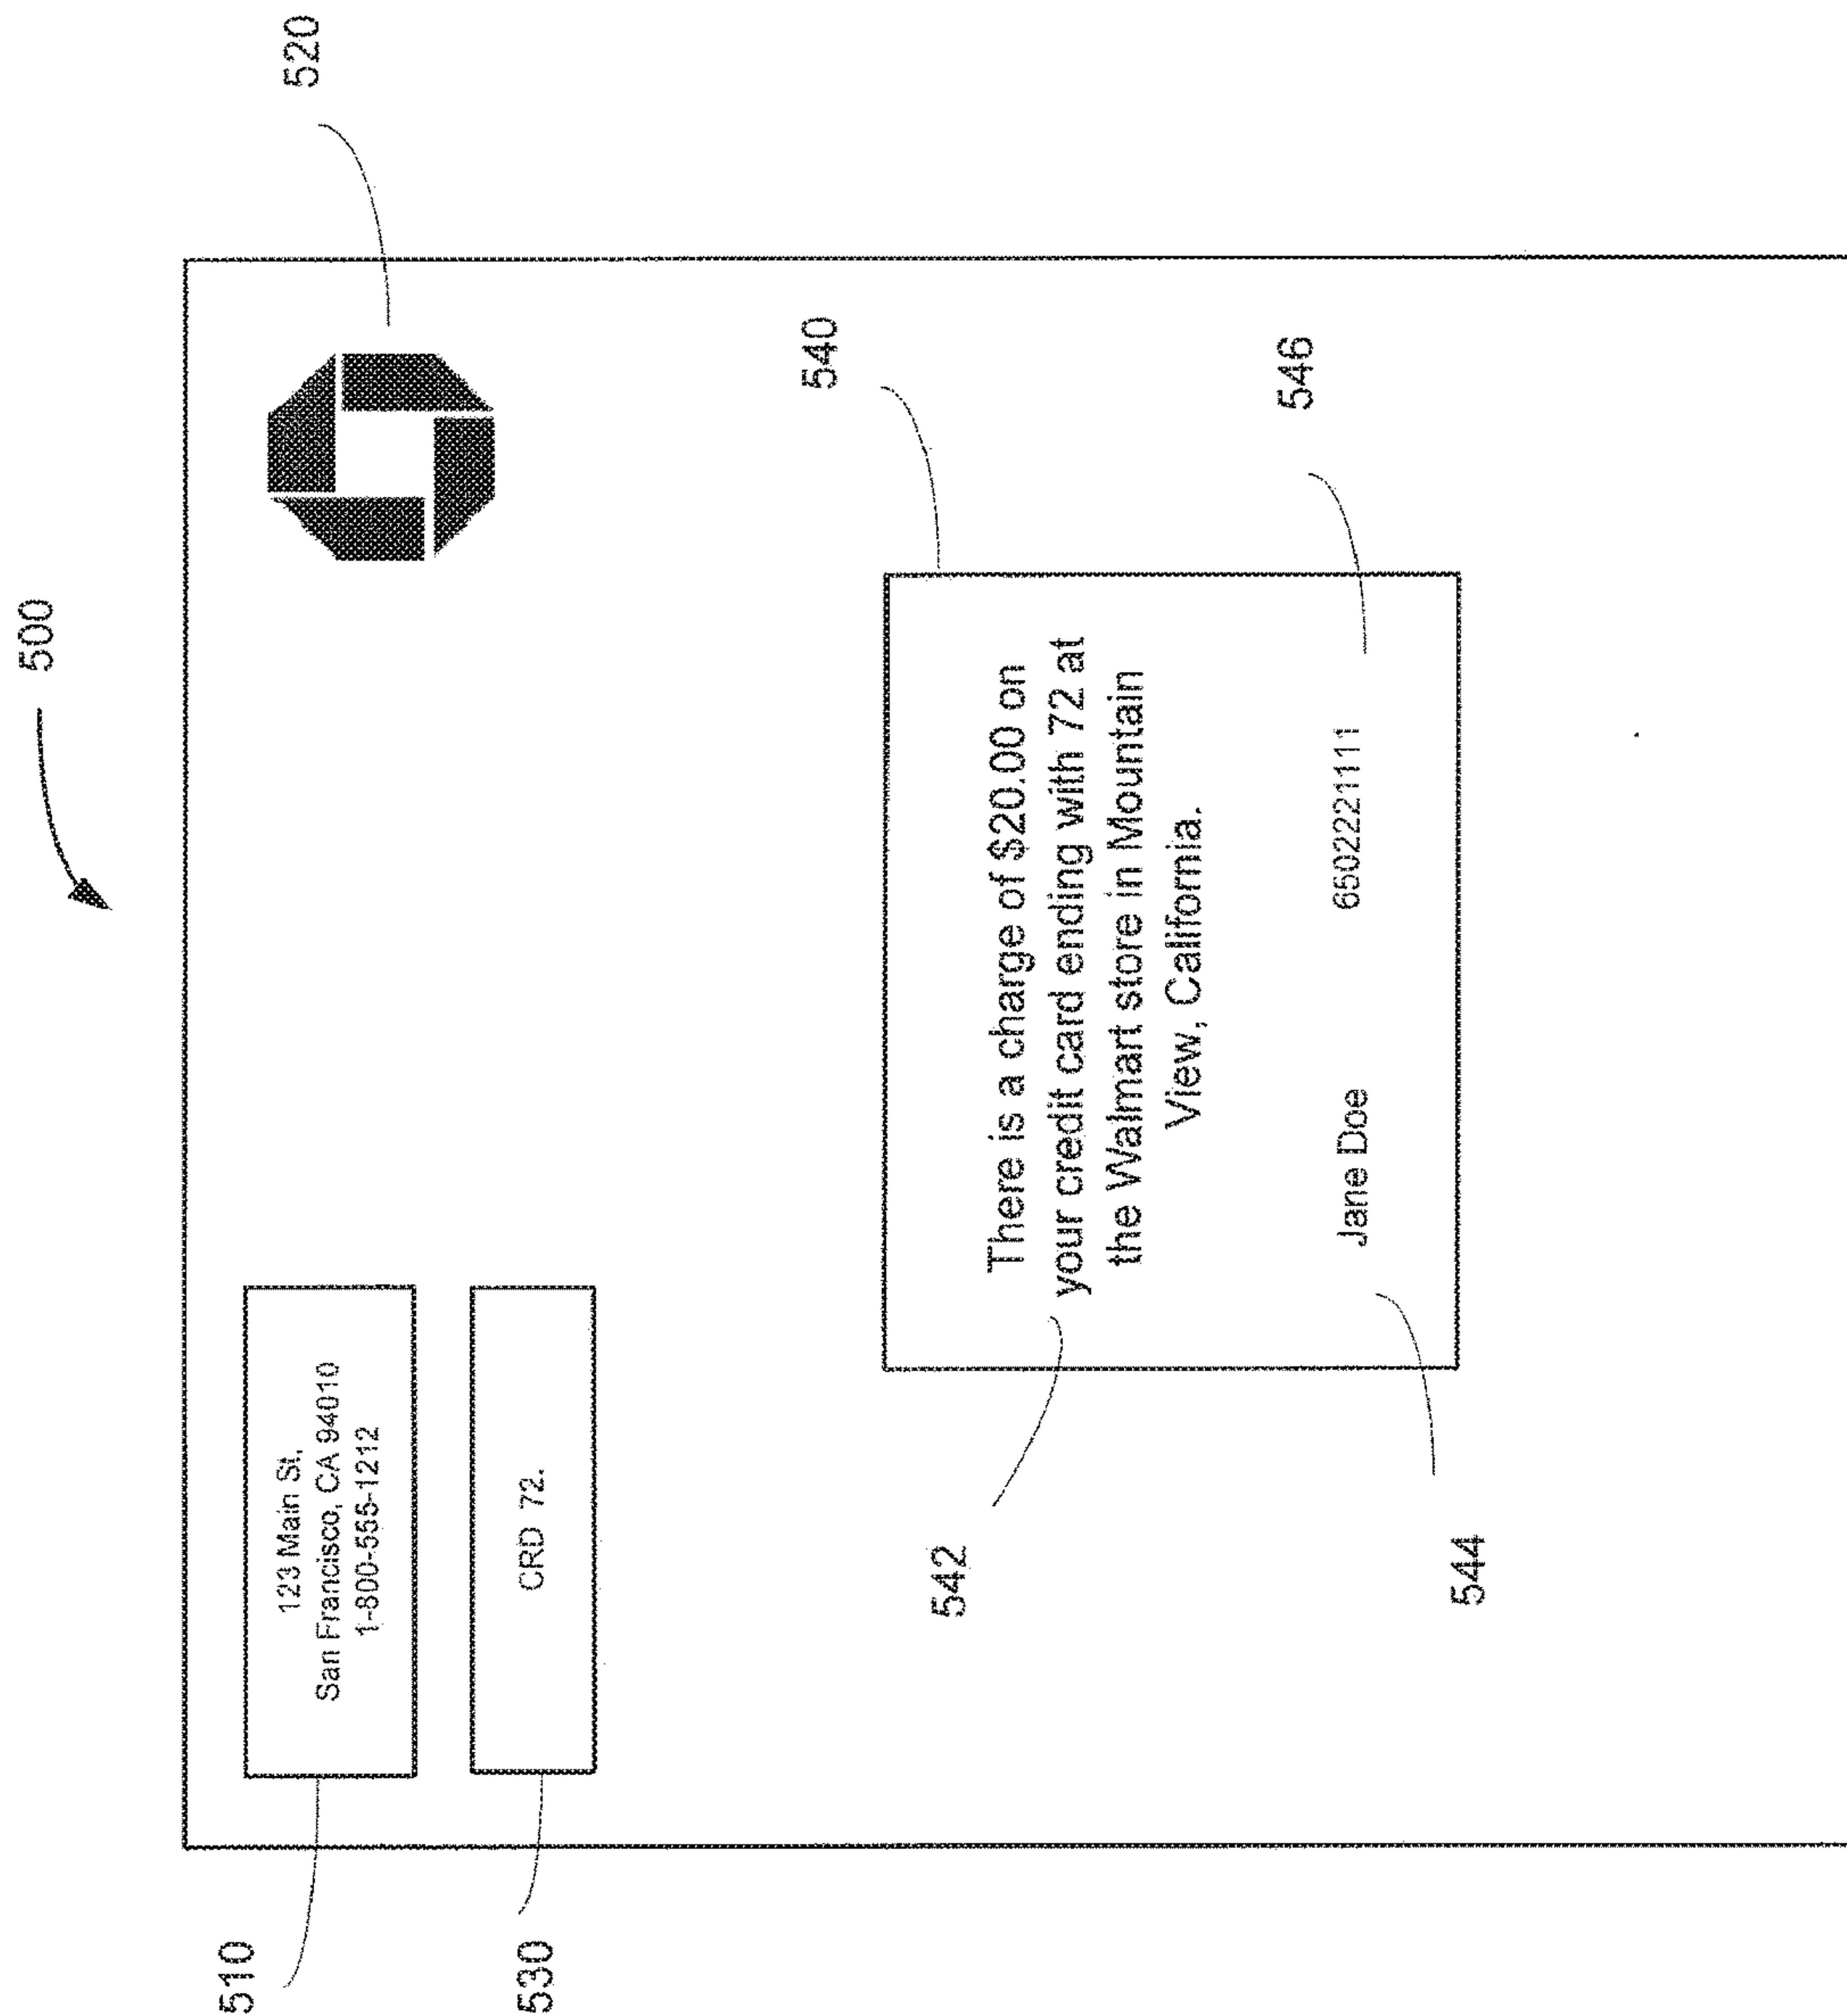 500
520
510
123 Main St.
San Francisco, CA 94010
1-800-555-1212
530
CRD 72.
540
542
There is a charge of $20.00 on
your credit card ending with 72 at
the Walmart store in Mountain
View, California.
546
544
Jane Doe 6502221111